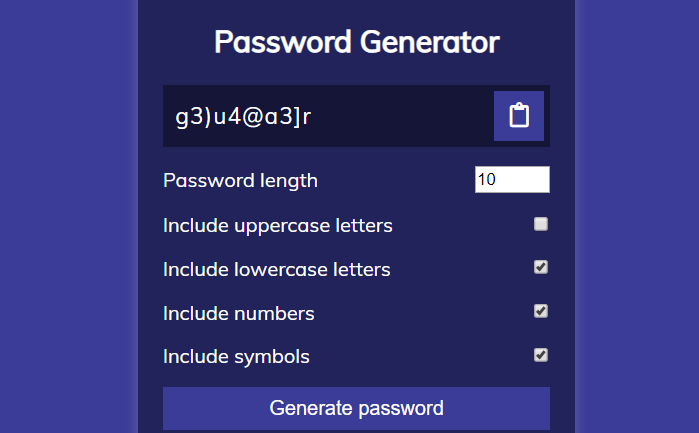 Password Generator
g3)u4@a3]r
Password length
10
Include uppercase letters
Include lowercase letters
Include numbers
Include symbols
Generate password